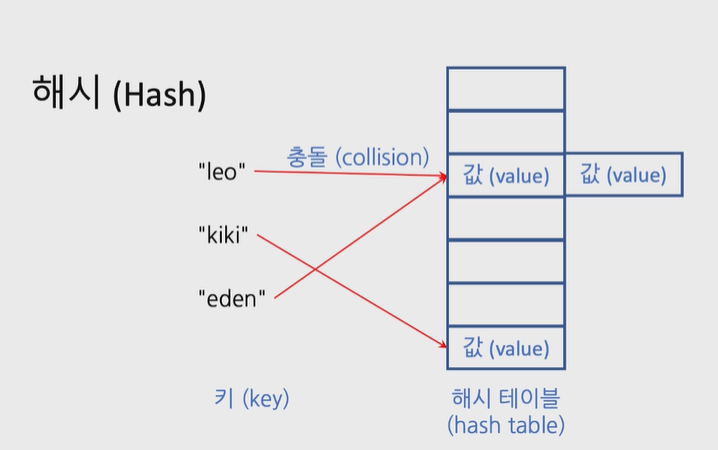 해시 (Hash)
충돌 (collision)
"leo"
값 (value)
값 (value)
"kiki"
"eden"
값 (value)
키 (key)
해시 테이블
(hash table)